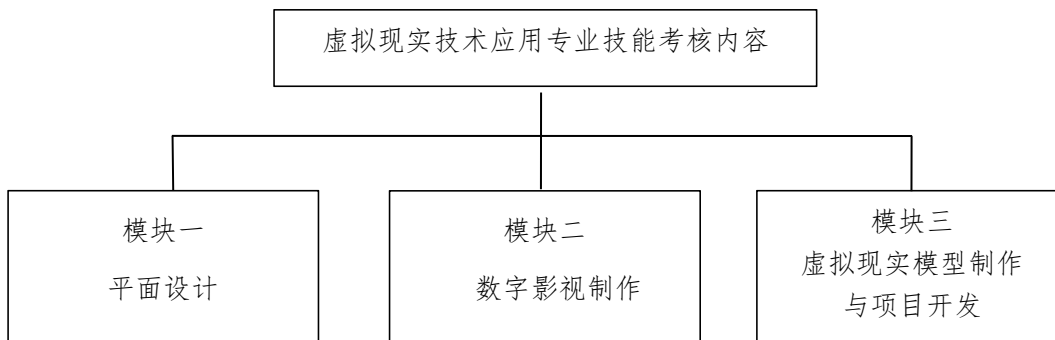 虚拟现实技术应用专业技能考核内容
模块一
平面设计
模块二
数字影视制作
模块三
虚拟现实模型制作
与项目开发